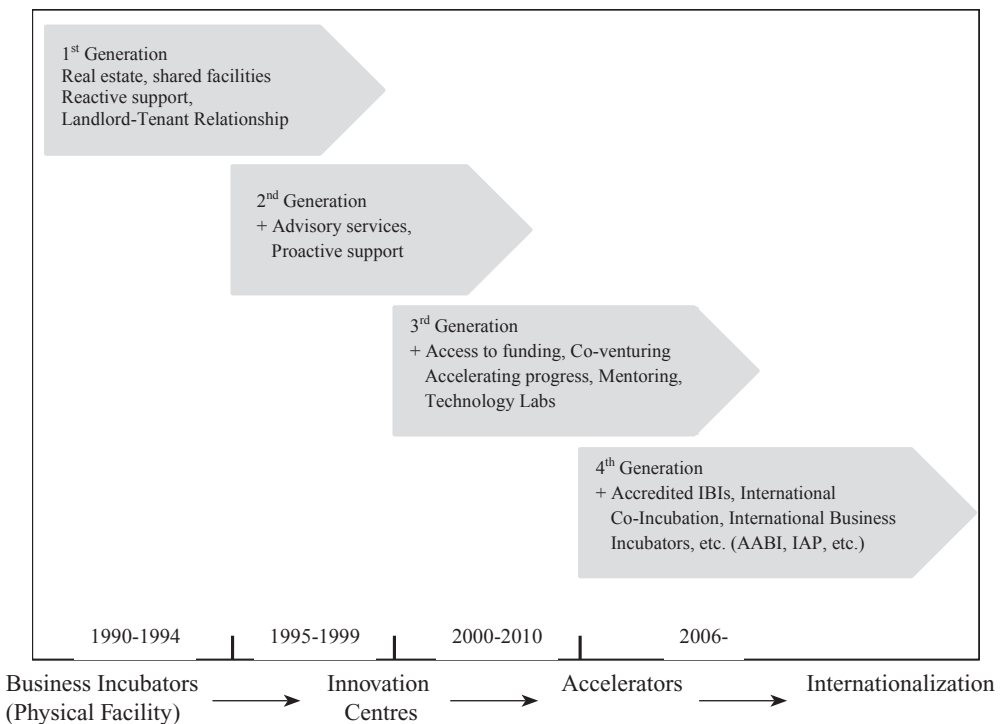 1st Generation
Real estate, shared facilities
Reactive support,
Landlord-Tenant Relationship
2nd Generation
+ Advisory services,
Proactive support
3rd Generation
+ Access to funding, Co-venturing
Accelerating progress, Mentoring,
Technology Labs
4th Generation
+ Accredited IBIs, International
Co-Incubation, International Business
Incubators, etc. (AABI, IAP, etc.)
1990-1994 1995-1999 2000-2010 2006-
Business Incubators
(Physical Facility)
Innovation
Centres
Accelerators
Internationalization